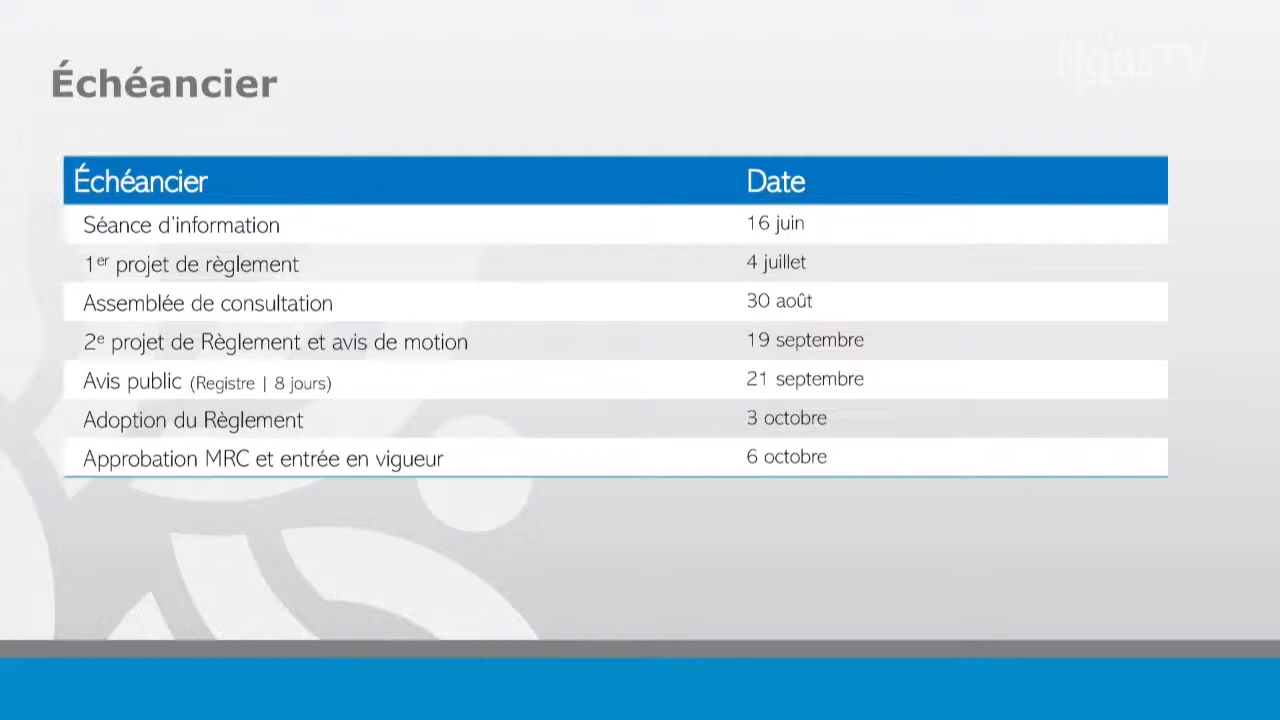 NousTV
Échéancier
Échéancier Date
Séance d'information 16 juin
1er projet de règlement 4 juillet
Assemblée de consultation 30 août
2e projet de Règlement et avis de motion 19 septembre
Avis public (Registre | 8 jours) 21 septembre
Adoption du Règlement 3 octobre
Approbation MRC et entrée en vigueur 6 octobre